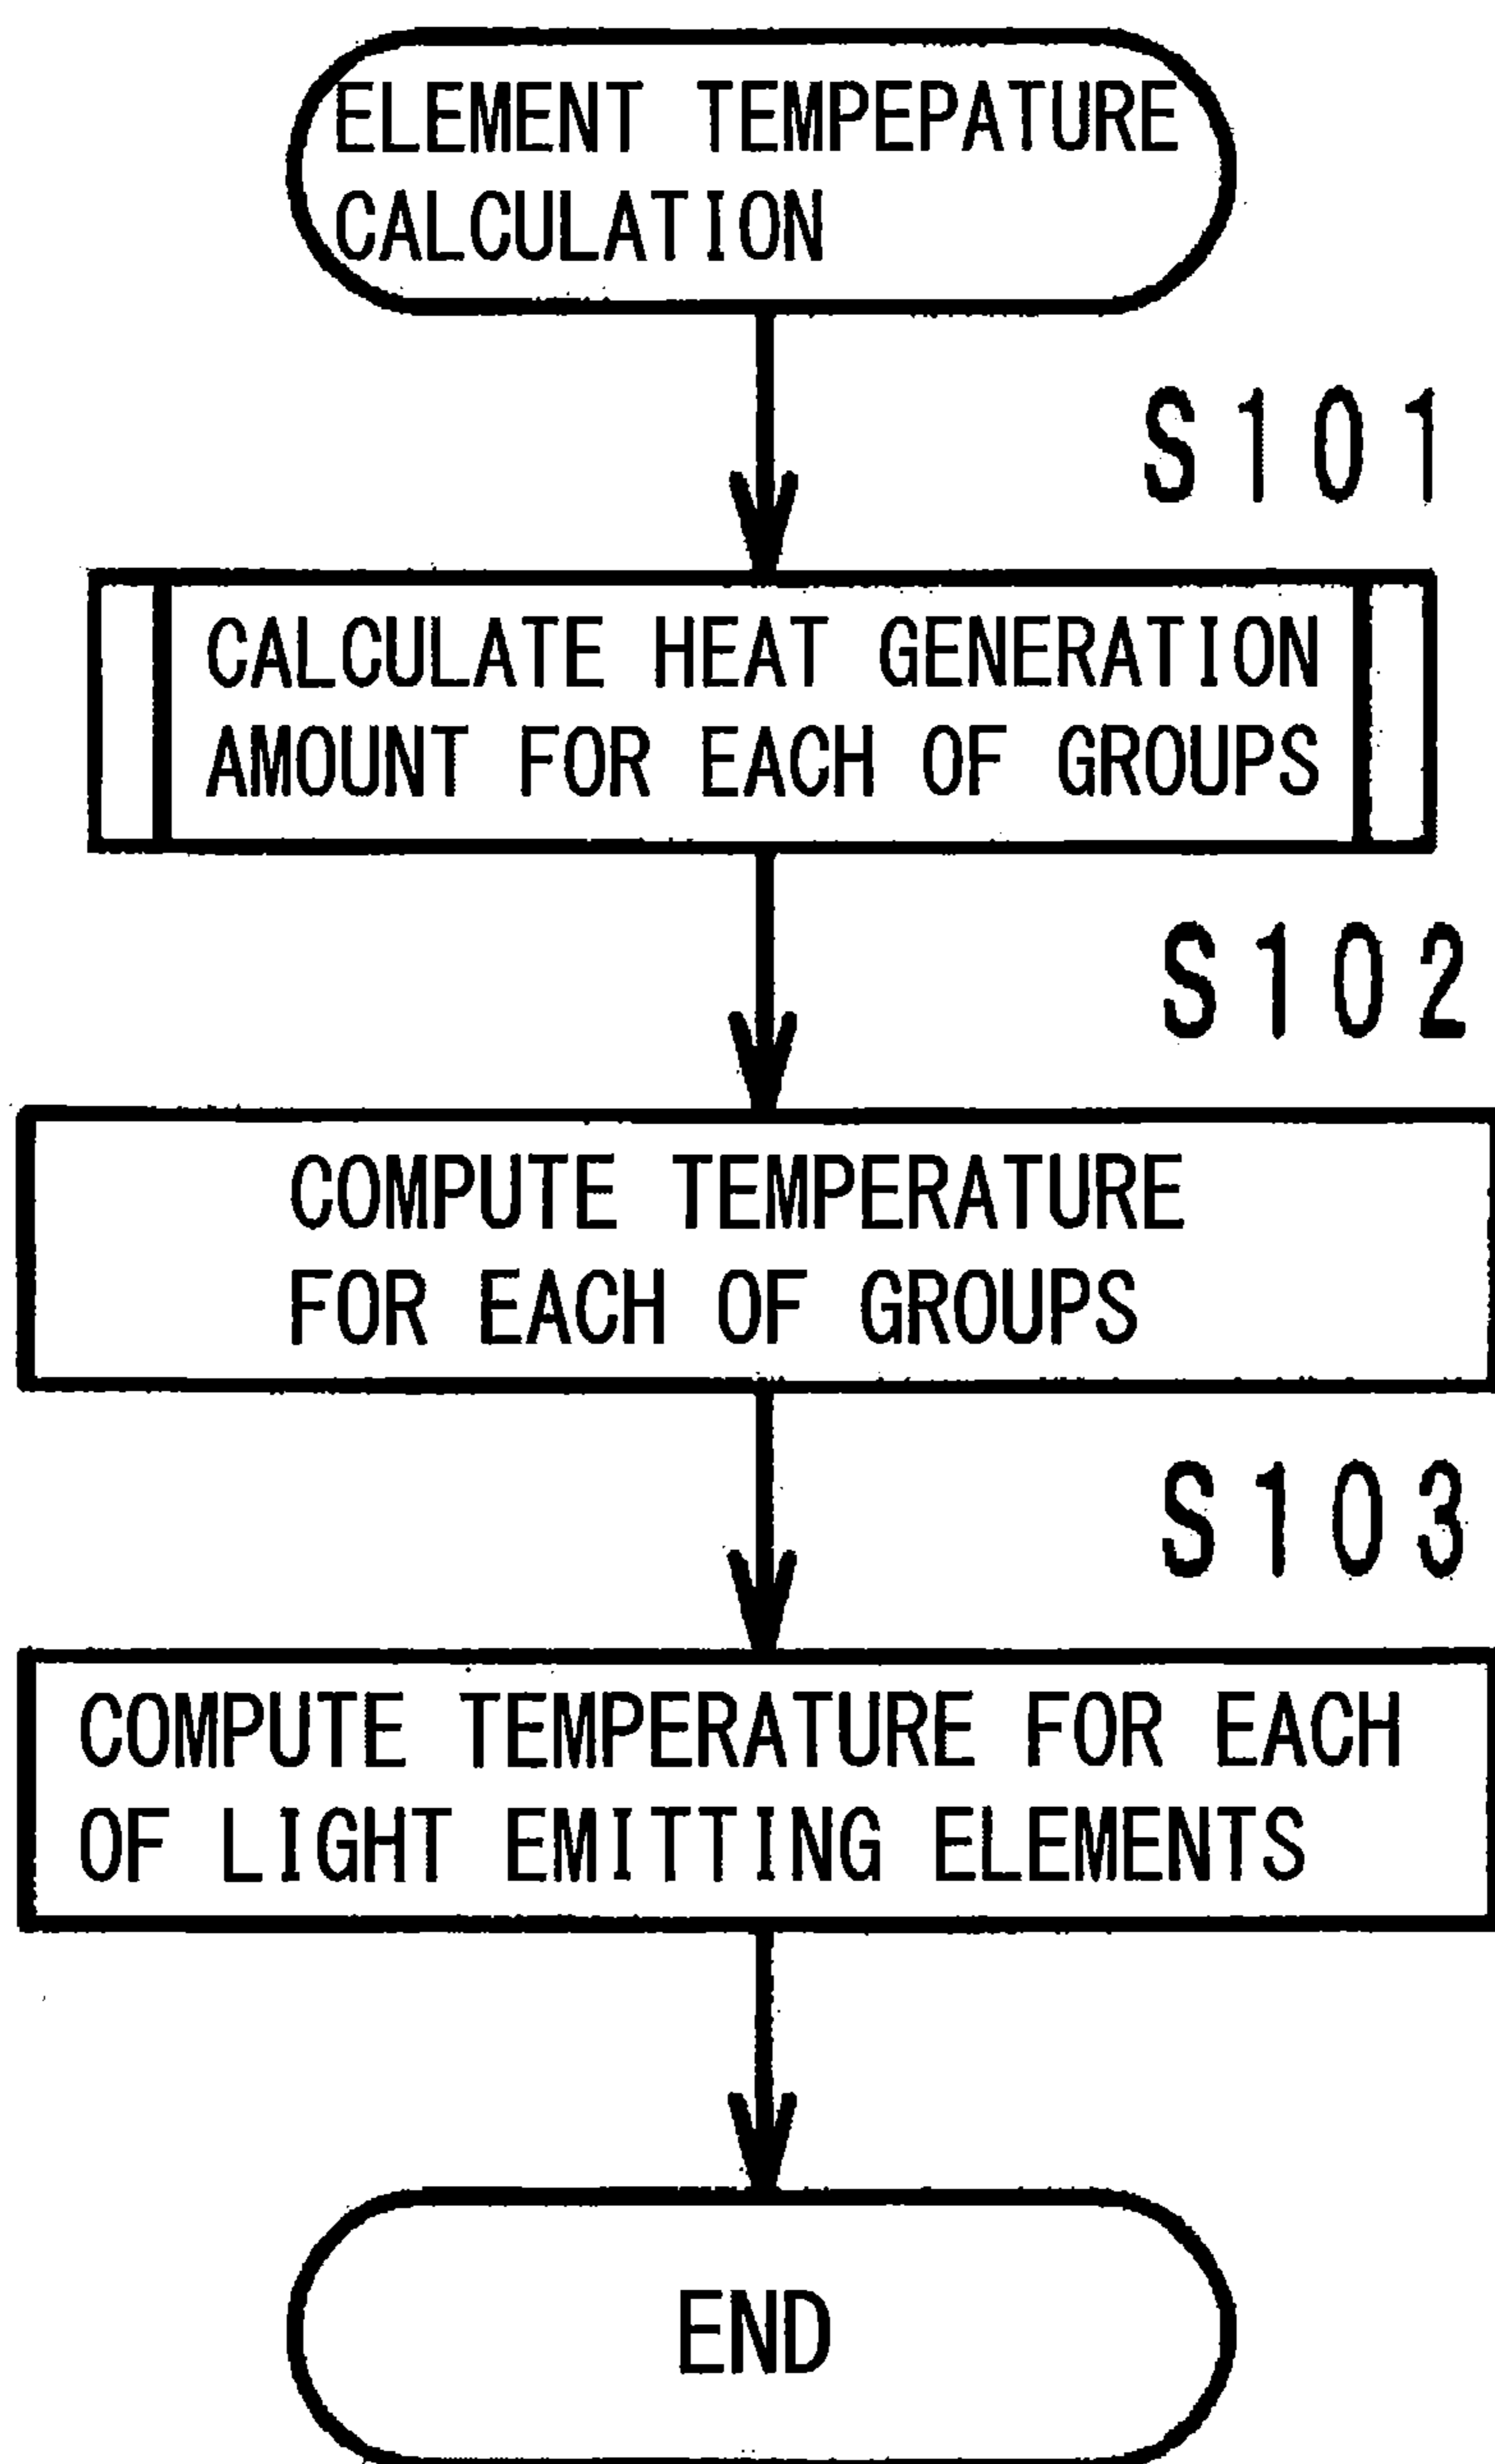 ELEMENT TEMPEPATURE
CALCULATION
S101
CALCULATE HEAT GENERATION
AMOUNT FOR EACH OF GROUPS
S102
COMPUTE TEMPERATURE
FOR EACH OF GROUPS
S103
COMPUTE TEMPERATURE FOR EACH
OF LIGHT EMITTING ELEMENTS
END